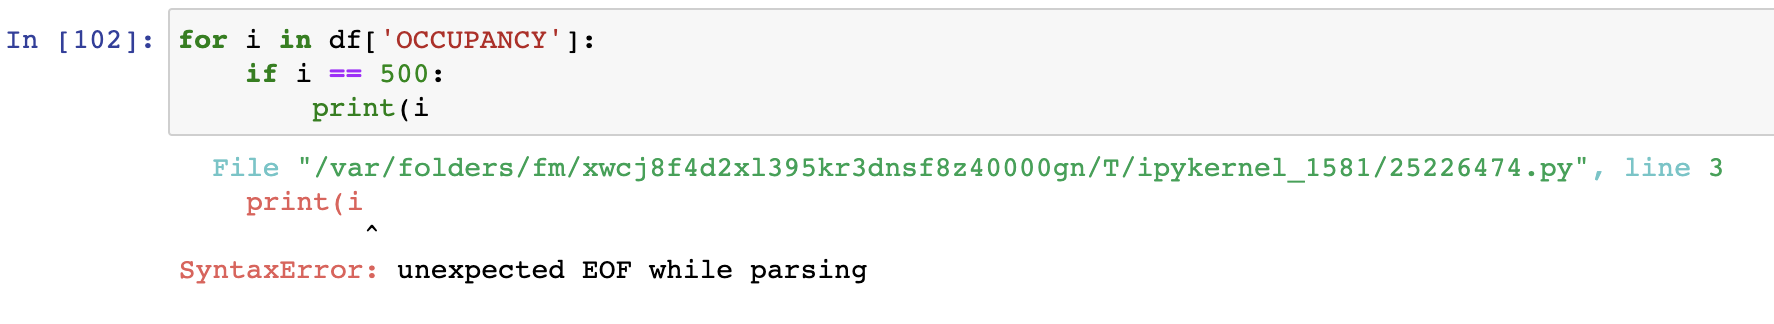 In [102]: for i in df['OCCUPANCY']:
    if i == 500:
        print(i
File "/var/folders/fm/xwcj8f4d2xl395kr3dnsf8z40000gn/T/ipykernel_1581/25226474.py", line 3
    print(i
           ^
SyntaxError: unexpected EOF while parsing